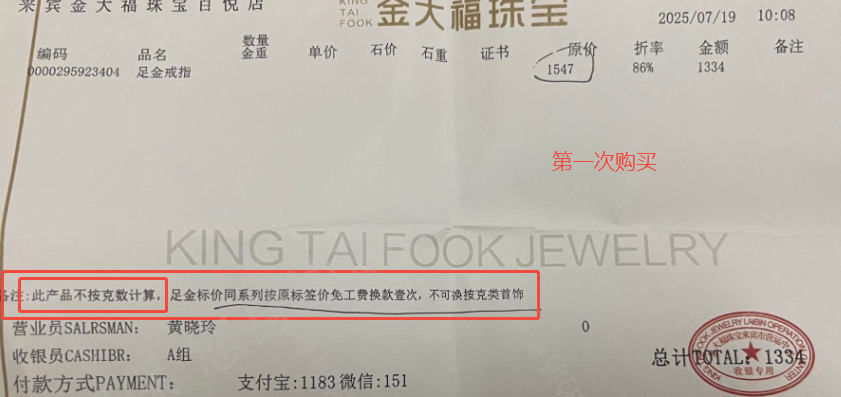 来宾金大福珠宝百悦店
KING TAI FOOK 金大福珠宝
2025/07/19 10:08
编码 品名 数量金重 单价 石价 石重 证书 原价 折率 金额 备注
0000295923404 足金戒指 1547 86% 1334
第一次购买
KING TAI FOOK JEWELRY
备注:此产品不按克数计算，足金标价同系列按原标签价免工费换款壹次，不可换按克类首饰
营业员SALRSMAN: 黄晓玲 0
收银员CASHIBR: A组
总计TOTAL: 1334
付款方式PAYMENT: 支付宝:1183 微信:151
收银专用